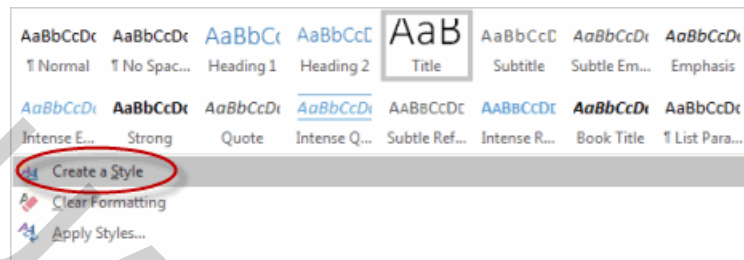 AaBbCcDc AaBbCcDc AaBbC( AaBbCcE AaB AaBbCcD AaBbCcDc AaBbCcDc
¶ Normal ¶ No Spac... Heading 1 Heading 2 Title Subtitle Subtle Em... Emphasis
AaBbCcDc AaBbCcDc AaBbCcDc AaBbCcDc AaBbCcDc AaBbCcDc AaBbCcDc AaBbCcDc
Intense E... Strong Quote Intense Q... Subtle Ref... Intense R... Book Title ¶ List Para...
Create a Style
Clear Formatting
Apply Styles...